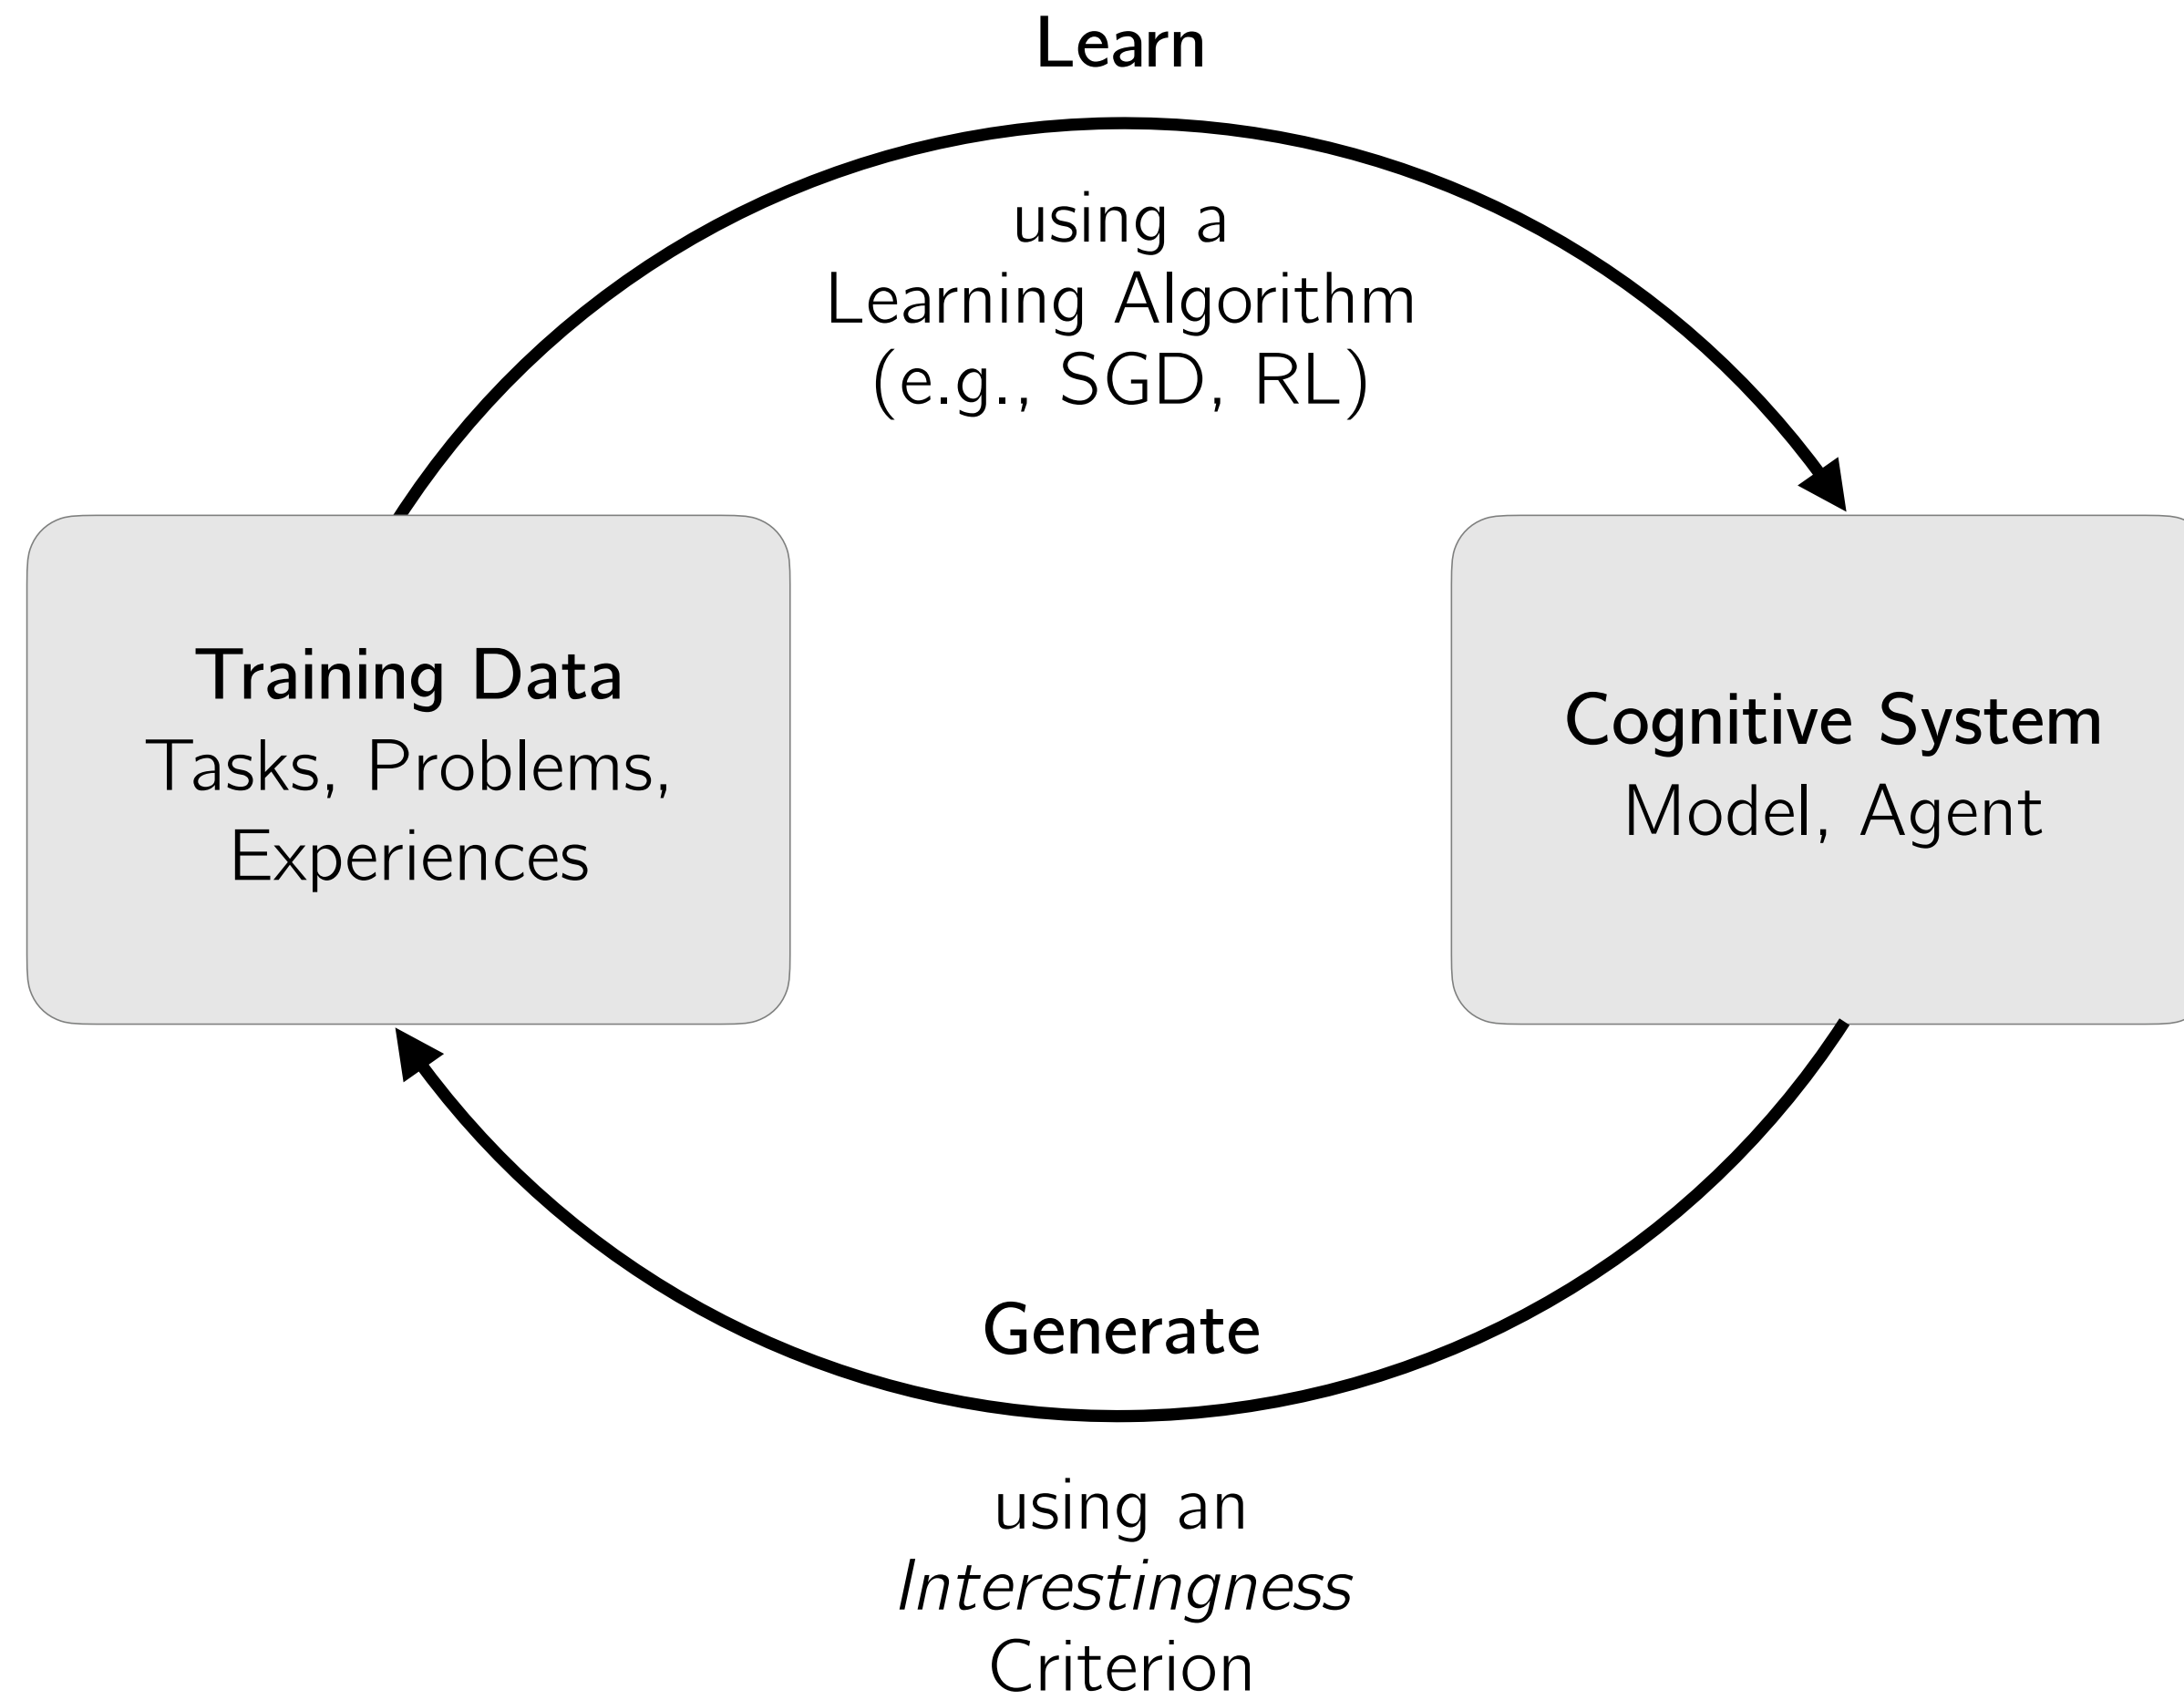 Learn
using a
Learning Algorithm
(e.g., SGD, RL)
Training Data
Tasks, Problems,
Experiences
Cognitive System
Model, Agent
Generate
using an
Interestingness
Criterion